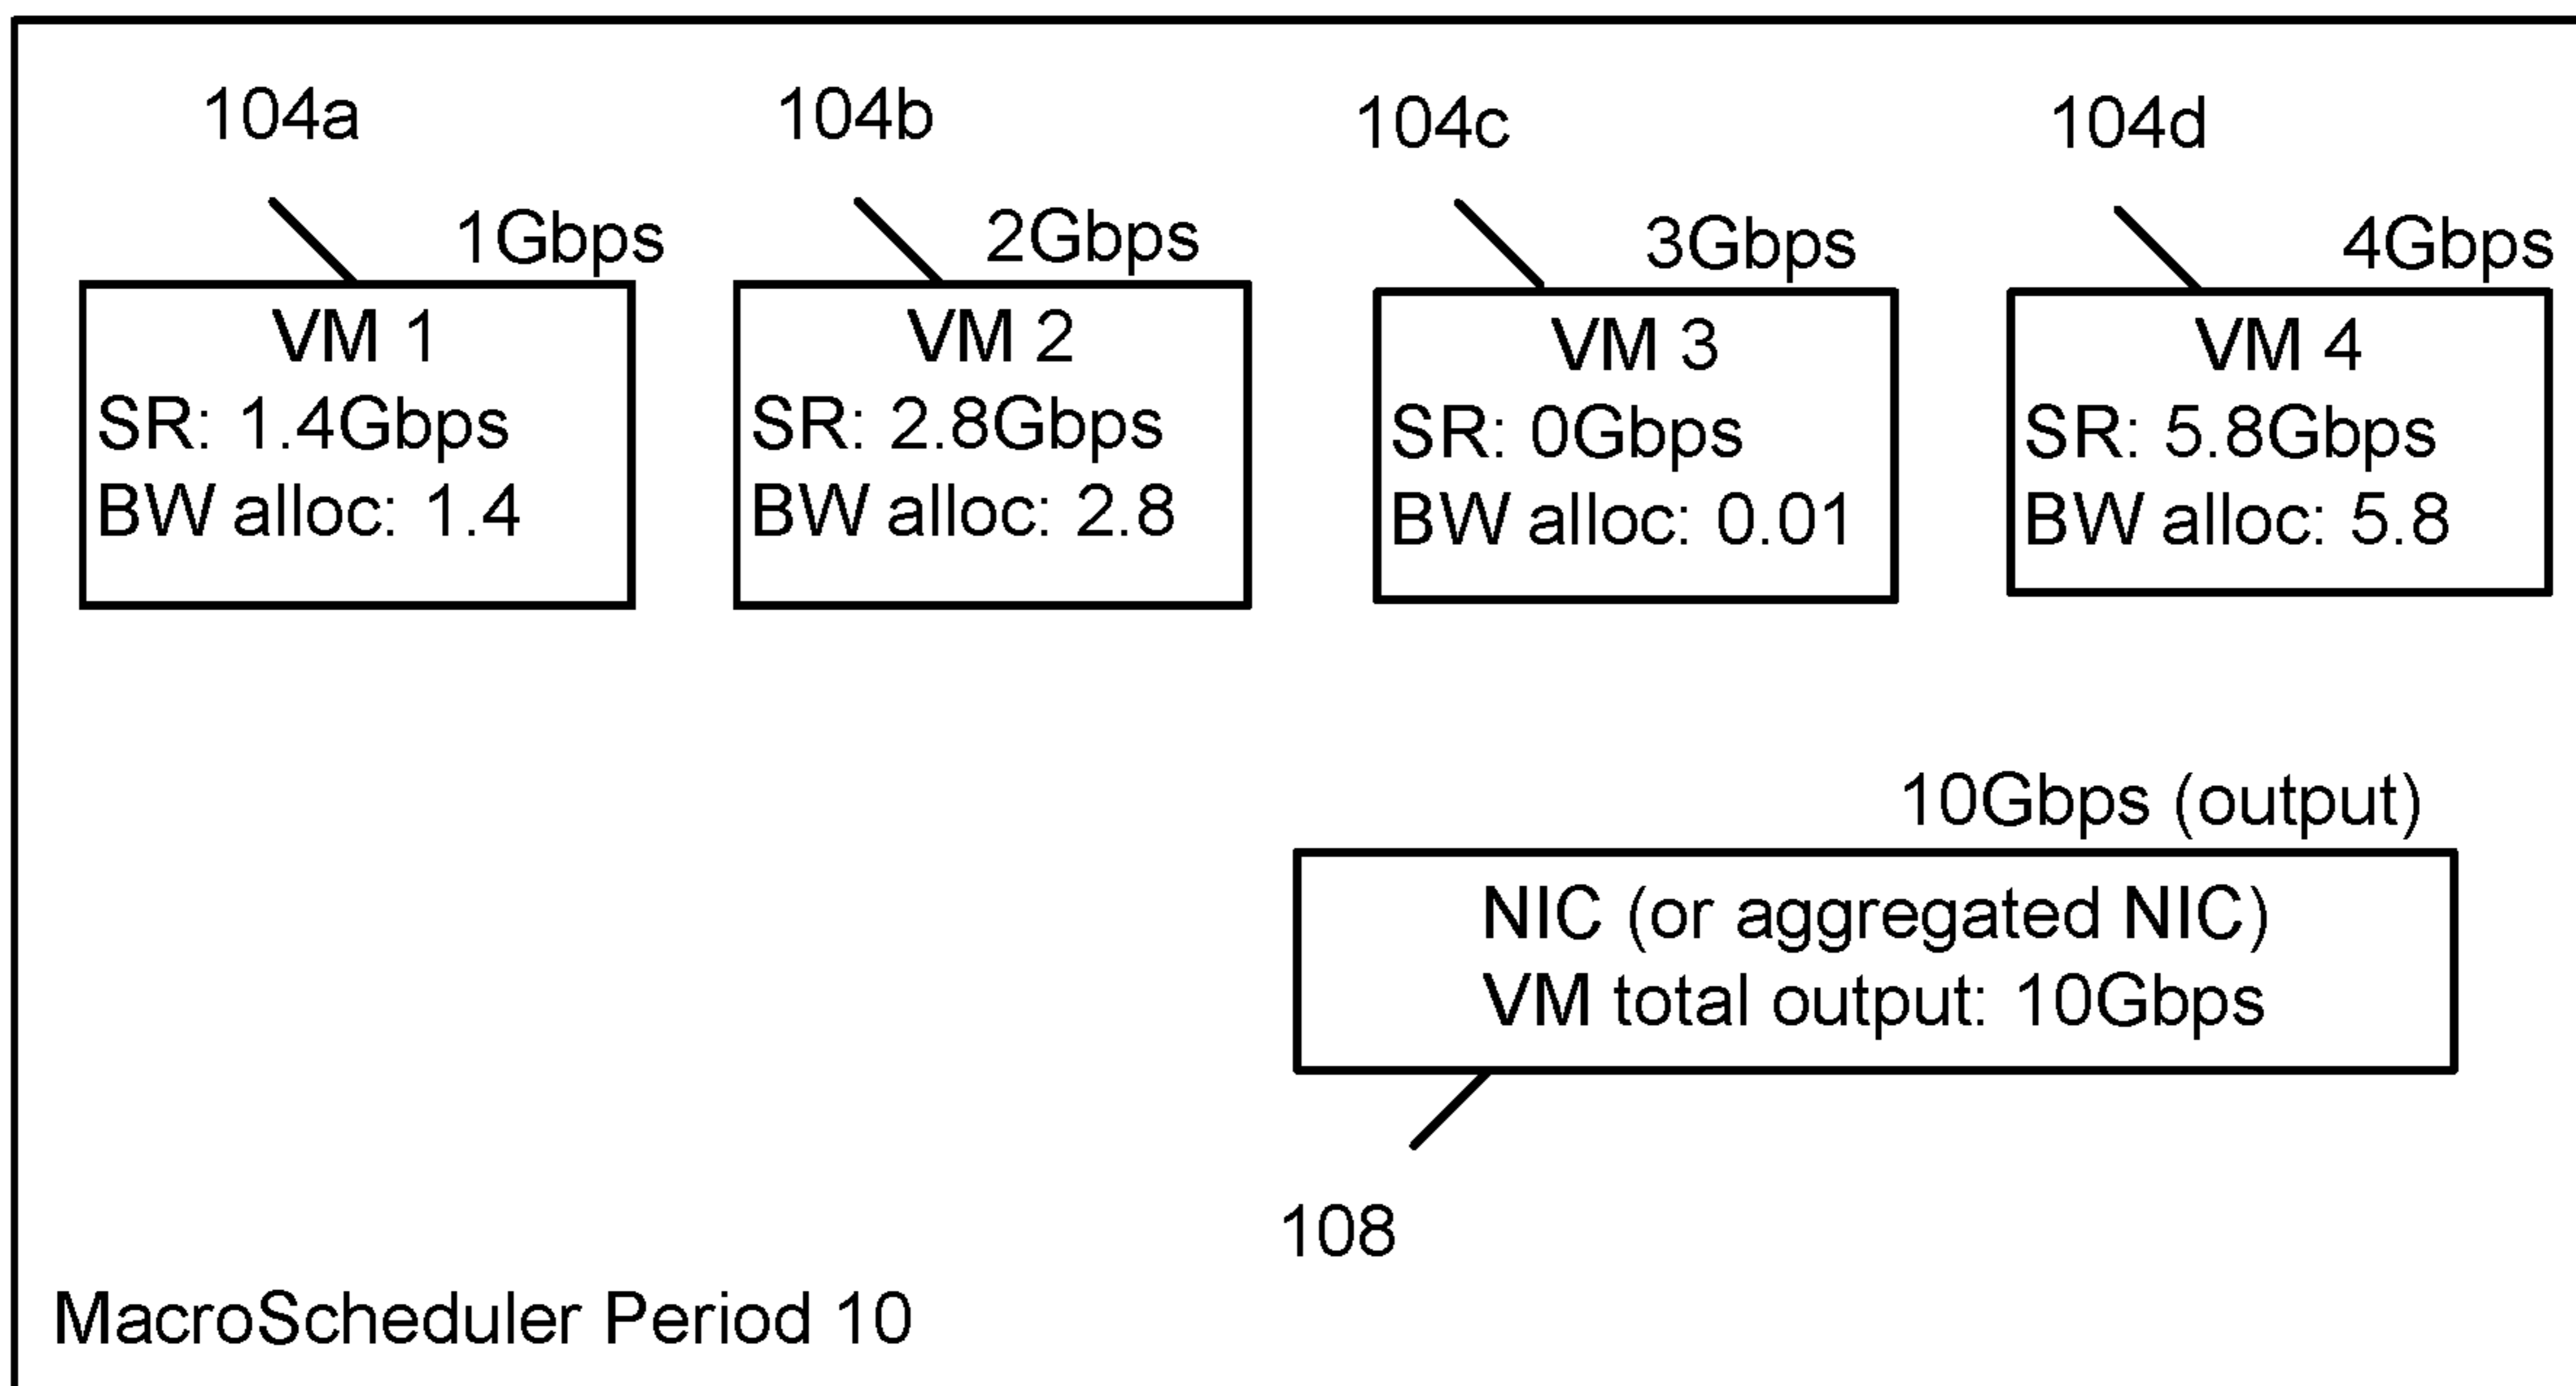 104a
104b
104c
104d
1Gbps
2Gbps
3Gbps
4Gbps
VM 1
SR: 1.4Gbps
BW alloc: 1.4
VM 2
SR: 2.8Gbps
BW alloc: 2.8
VM 3
SR: 0Gbps
BW alloc: 0.01
VM 4
SR: 5.8Gbps
BW alloc: 5.8
10Gbps (output)
NIC (or aggregated NIC)
VM total output: 10Gbps
108
MacroScheduler Period 10